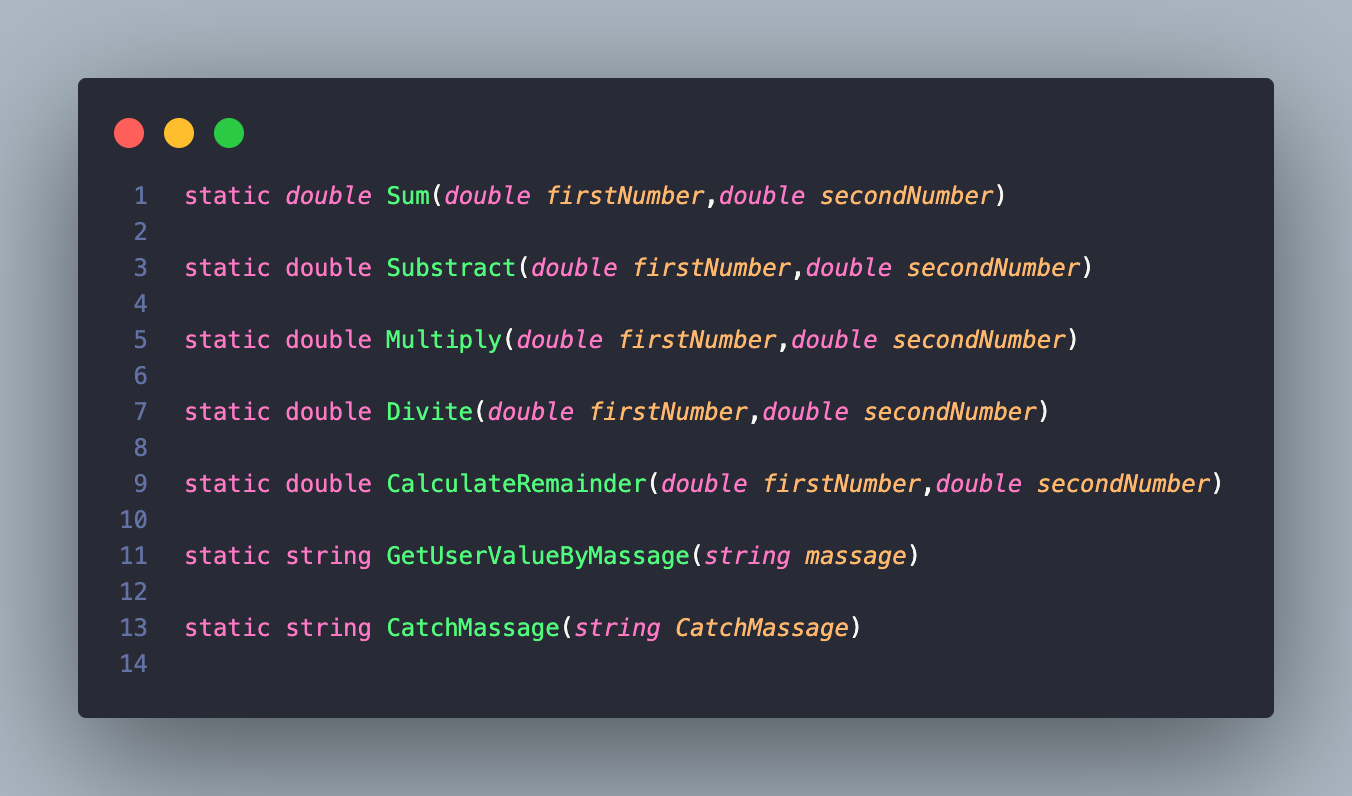 1 static double Sum(double firstNumber,double secondNumber)
2
3 static double Substract(double firstNumber,double secondNumber)
4
5 static double Multiply(double firstNumber,double secondNumber)
6
7 static double Divite(double firstNumber,double secondNumber)
8
9 static double CalculateRemainder(double firstNumber,double secondNumber)
10
11 static string GetUserValueByMassage(string massage)
12
13 static string CatchMassage(string CatchMassage)
14